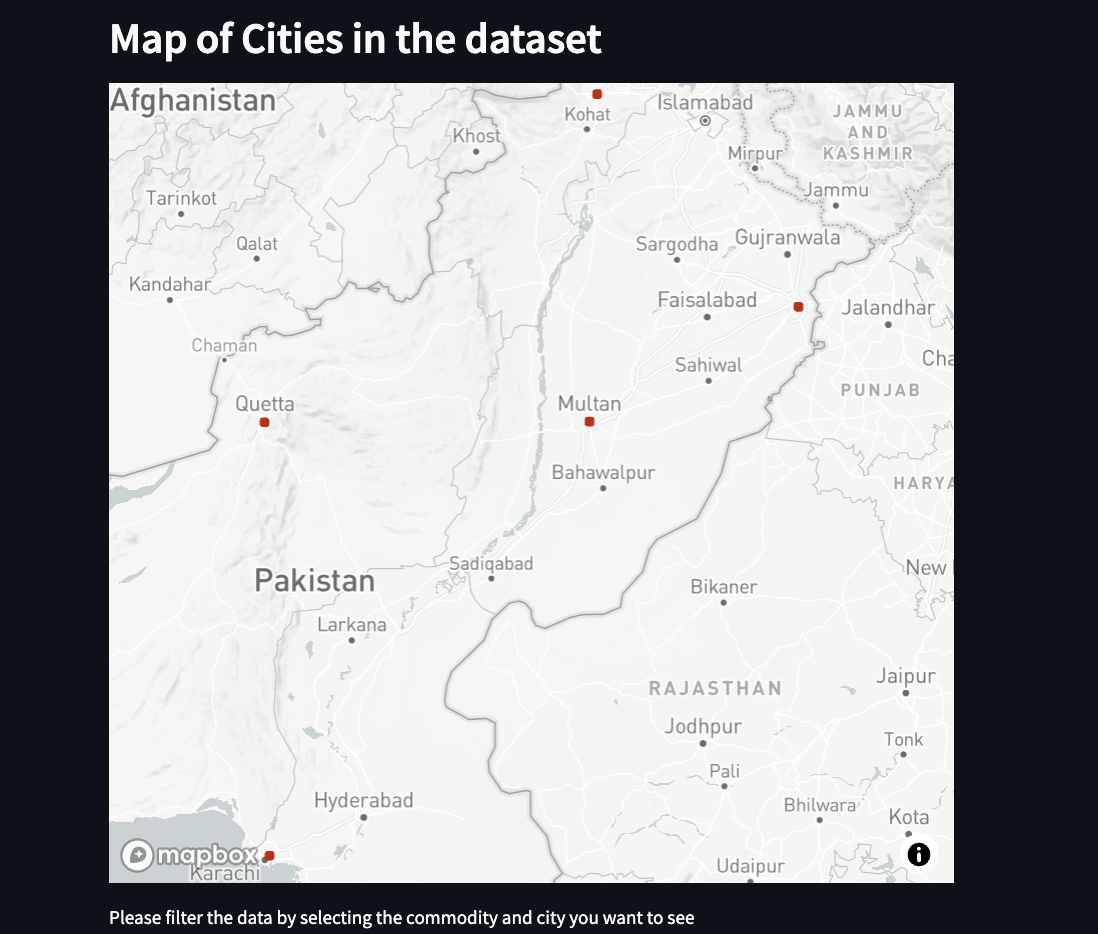 Map of Cities in the dataset
Afghanistan
Islamabad
Kohat
JAMMU
AND
KASHMIR
Khost
Mirpur
Jammu
Tarinkot
Sargodha
Gujranwala
Qalat
Kandahar
Faisalabad
Jalandhar
Chaman
Cha
Sahiwal
PUNJAB
Quetta
Multan
Bahawalpur
HARYA
Sadiqabad
New
Pakistan
Bikaner
Larkana
Jaipur
RAJASTHAN
Jodhpur
Tonk
Pali
Hyderabad
Bhilwara
Kota
mapbox
Karachi
Udaipur
Please filter the data by selecting the commodity and city you want to see